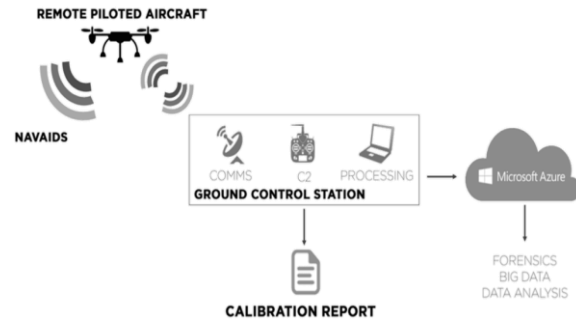 REMOTE PILOTED AIRCRAFT
NAVAIDS
COMMS
C2
PROCESSING
GROUND CONTROL STATION
Microsoft Azure
FORENSICS
BIG DATA
DATA ANALYSIS
CALIBRATION REPORT